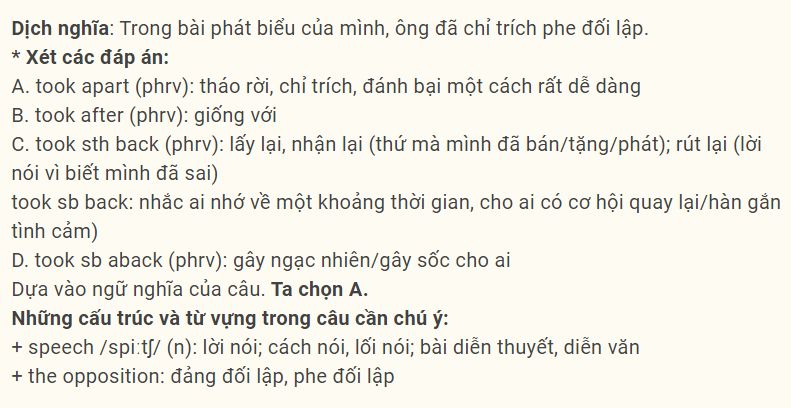 Dịch nghĩa: Trong bài phát biểu của mình, ông đã chỉ trích phe đối lập.
* Xét các đáp án:
A. took apart (phrv): tháo rời, chỉ trích, đánh bại một cách rất dễ dàng
B. took after (phrv): giống với
C. took sth back (phrv): lấy lại, nhận lại (thứ mà mình đã bán/tặng/phát); rút lại (lời
nói vì biết mình đã sai)
took sb back: nhắc ai nhớ về một khoảng thời gian, cho ai có cơ hội quay lại/hàn gắn
tình cảm)
D. took sb aback (phrv): gây ngạc nhiên/gây sốc cho ai
Dựa vào ngữ nghĩa của câu. Ta chọn A.
Những cấu trúc và từ vựng trong câu cần chú ý:
+ speech /spiːtʃ/ (n): lời nói; cách nói, lối nói; bài diễn thuyết, diễn văn
+ the opposition: đảng đối lập, phe đối lập